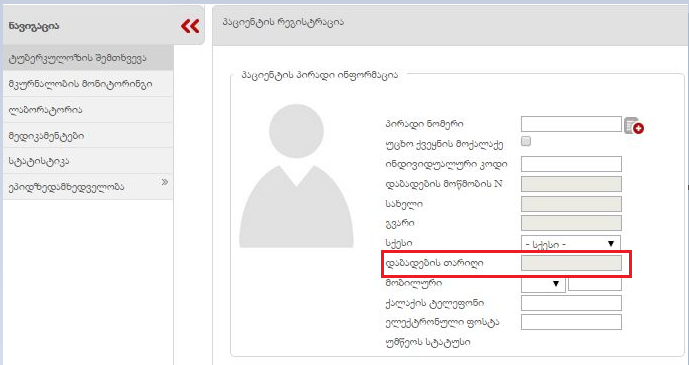 ნავიგაცია
ტუბერკულოზის შემთხვევა
მკურნალობის მონიტორინგი
ლაბორატორია
მედიკამენტები
სტატისტიკა
ეპიდზედამხედველობა
პაციენტის რეგისტრაცია
პაციენტის პირადი ინფორმაცია
პირადი ნომერი
უცხო ქვეყნის მოქალაქე
ინდივიდუალური კოდი
დაბადების მოწმობის N
სახელი
გვარი
სქესი - სქესი -
დაბადების თარიღი
მობილური
ქალაქის ტელეფონი
ელექტრონული ფოსტა
უმწეოს სტატუსი